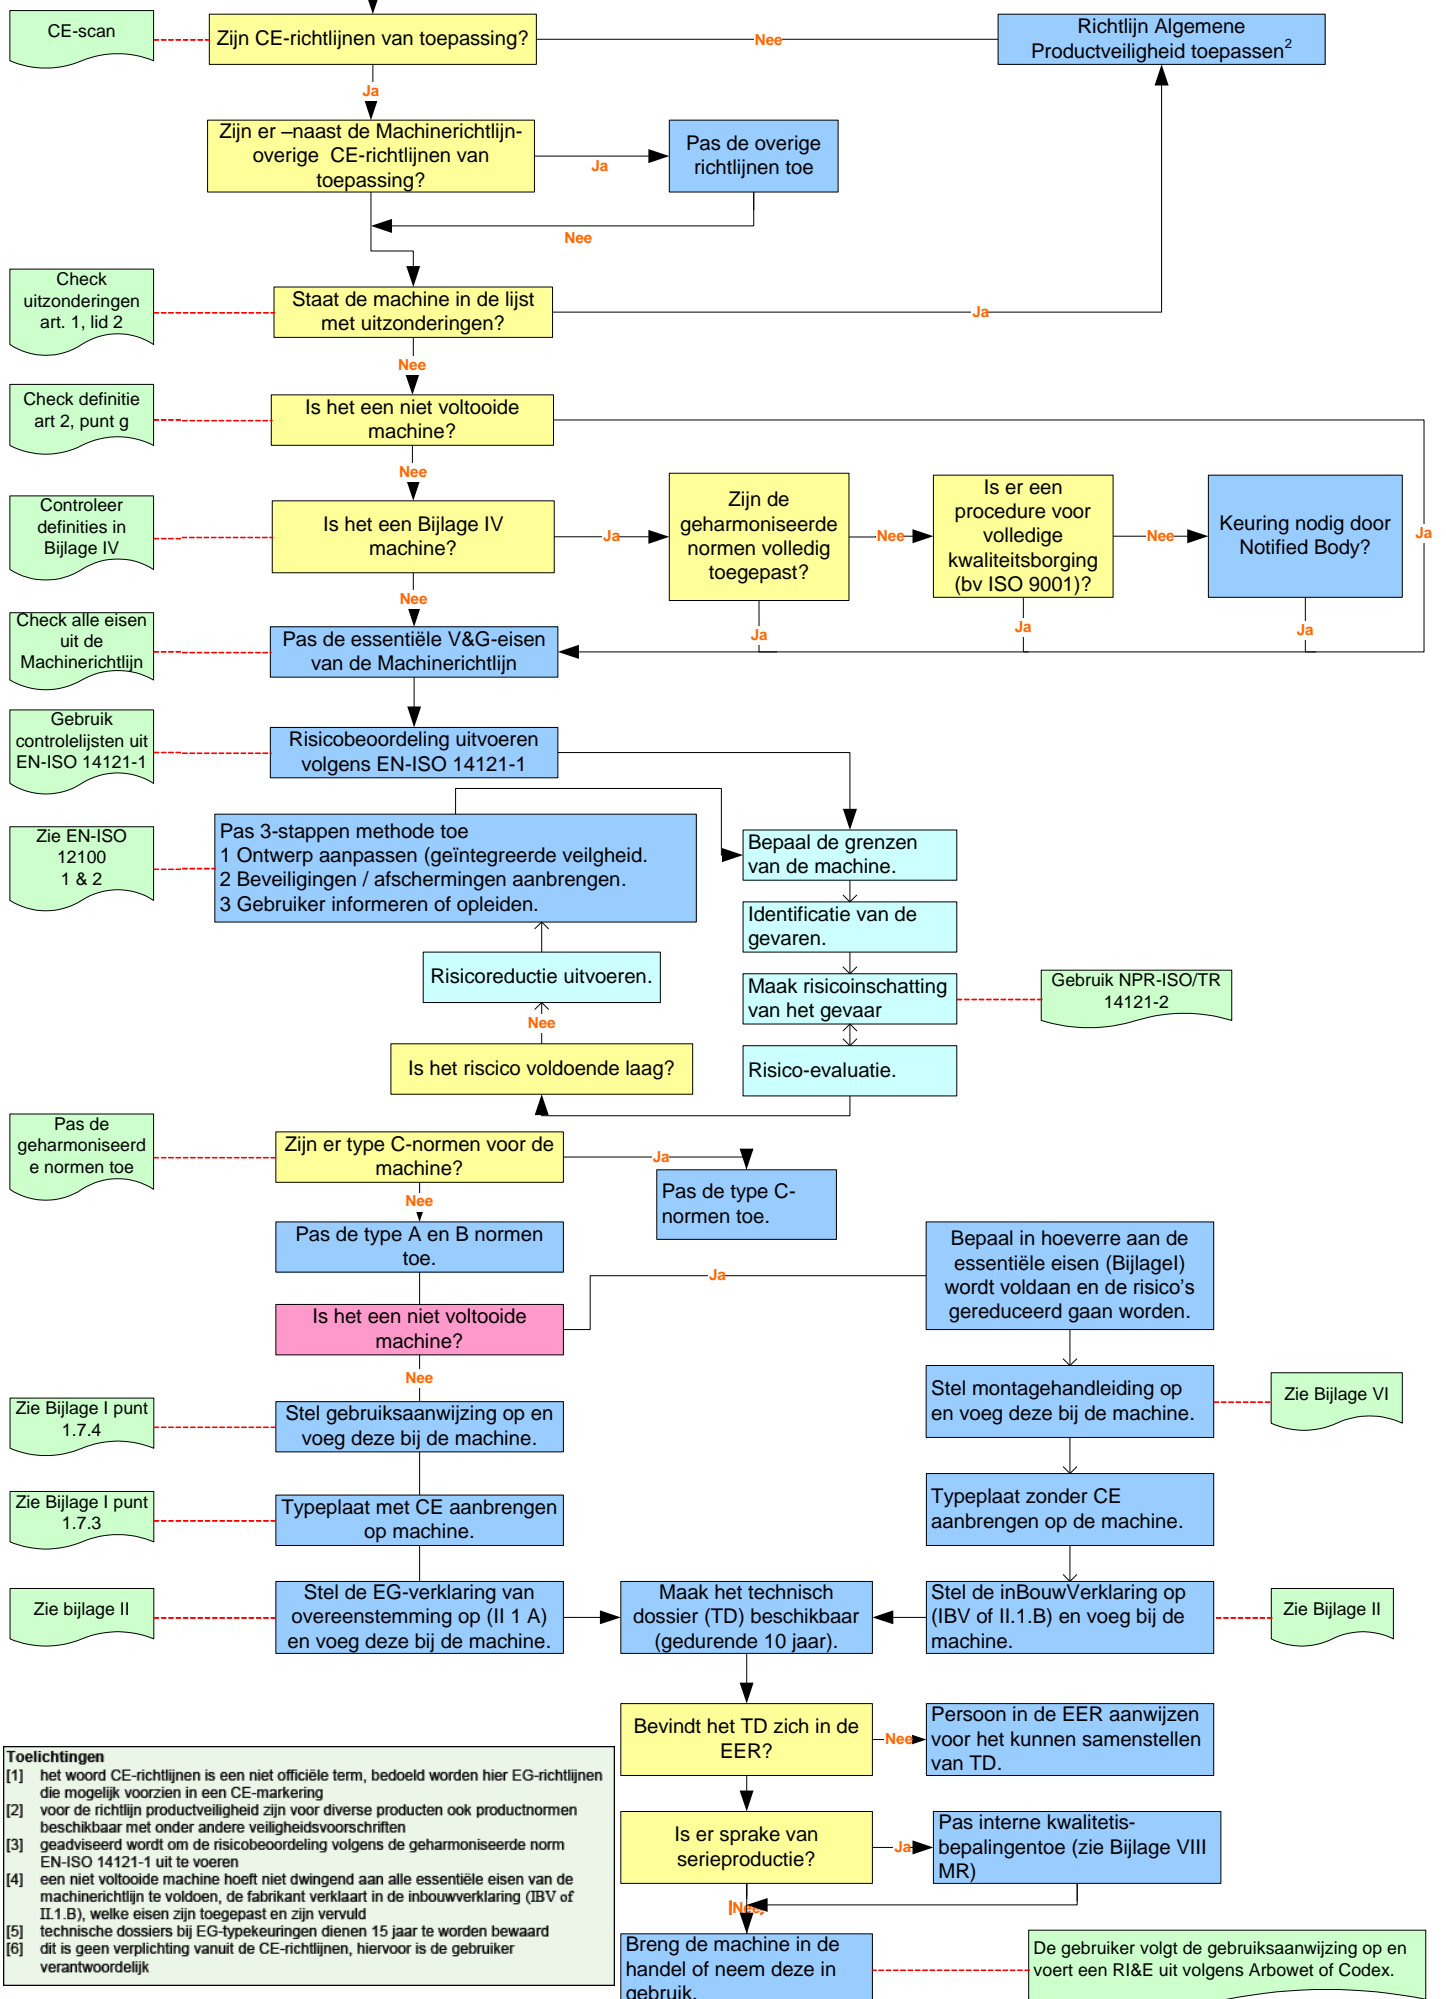 CE-scan
Zijn CE-richtlijnen van toepassing?
Nee
Richtlijn Algemene
Productveiligheid toepassen2
Ja
Zijn er –naast de Machinerichtlijn-
overige CE-richtlijnen van
toepassing?
Ja
Pas de overige
richtlijnen toe
Nee
Check
uitzonderingen
art. 1, lid 2
Staat de machine in de lijst
met uitzonderingen?
Ja
Nee
Check definitie
art 2, punt g
Is het een niet voltooide
machine?
Nee
Ja
Controleer
definities in
Bijlage IV
Is het een Bijlage IV
machine?
Ja
Zijn de
geharmoniseerde
normen volledig
toegepast?
Nee
Is er een
procedure voor
volledige
kwaliteitsborging
(bv ISO 9001)?
Nee
Keuring nodig door
Notified Body?
Nee
Ja
Ja
Ja
Check alle eisen
uit de
Machinerichtlijn
Pas de essentiële V&G-eisen
van de Machinerichtlijn
Gebruik
controlelijsten uit
EN-ISO 14121-1
Risicobeoordeling uitvoeren
volgens EN-ISO 14121-1
Zie EN-ISO
12100
1 & 2
Pas 3-stappen methode toe
1 Ontwerp aanpassen (geïntegreerde veilgheid.
2 Beveiligingen / afschermingen aanbrengen.
3 Gebruiker informeren of opleiden.
Bepaal de grenzen
van de machine.
Identificatie van de
gevaren.
Risicoreductie uitvoeren.
Maak risicoinschatting
van het gevaar
Gebruik NPR-ISO/TR
14121-2
Nee
Is het riscico voldoende laag?
Risico-evaluatie.
Pas de
geharmoniseerd
e normen toe
Zijn er type C-normen voor de
machine?
Ja
Pas de type C-
normen toe.
Nee
Pas de type A en B normen
toe.
Bepaal in hoeverre aan de
essentiële eisen (BijlageI)
wordt voldaan en de risico's
gereduceerd gaan worden.
Ja
Is het een niet voltooide
machine?
Nee
Zie Bijlage I punt
1.7.4
Stel gebruiksaanwijzing op en
voeg deze bij de machine.
Stel montagehandleiding op
en voeg deze bij de machine.
Zie Bijlage VI
Zie Bijlage I punt
1.7.3
Typeplaat met CE aanbrengen
op machine.
Typeplaat zonder CE
aanbrengen op de machine.
Zie bijlage II
Stel de EG-verklaring van
overeenstemming op (II 1 A)
en voeg deze bij de machine.
Maak het technisch
dossier (TD) beschikbaar
(gedurende 10 jaar).
Stel de inBouwVerklaring op
(IBV of II.1.B) en voeg bij de
machine.
Zie Bijlage II
Bevindt het TD zich in de
EER?
Nee
Persoon in de EER aanwijzen
voor het kunnen samenstellen
van TD.
Is er sprake van
serieproductie?
Ja
Pas interne kwalitetis-
bepalingentoe (zie Bijlage VIII
MR)
Nee
Breng de machine in de
handel of neem deze in
gebruik.
De gebruiker volgt de gebruiksaanwijzing op en
voert een RI&E uit volgens Arbowet of Codex.
Toelichtingen
[1] het woord CE-richtlijnen is een niet officiële term, bedoeld worden hier EG-richtlijnen
die mogelijk voorzien in een CE-markering
[2] voor de richtlijn productveiligheid zijn voor diverse producten ook productnormen
beschikbaar met onder andere veiligheidsvoorschriften
[3] geadviseerd wordt om de risicobeoordeling volgens de geharmoniseerde norm
EN-ISO 14121-1 uit te voeren
[4] een niet voltooide machine hoeft niet dwingend aan alle essentiële eisen van de
machinerichtlijn te voldoen, de fabrikant verklaart in de inbouwverklaring (IBV of
II.1.B), welke eisen zijn toegepast en zijn vervuld
[5] technische dossiers bij EG-typekeuringen dienen 15 jaar te worden bewaard
[6] dit is geen verplichting vanuit de CE-richtlijnen, hiervoor is de gebruiker
verantwoordelijk